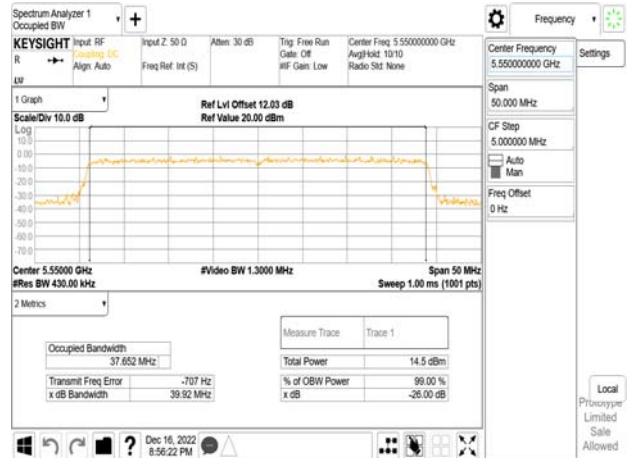 Spectrum Analyzer 1
Occupied BW
KEYSIGHT
R
Input: RF
Coupling: DC
Align: Auto
Input Z: 50 Ω
Freq Ref: Int (S)
Atten: 30 dB
Trig: Free Run
Gate: Off
#IF Gain: Low
Center Freq: 5.550000000 GHz
Avg|Hold: 10/10
Radio Std: None
1 Graph
Scale/Div 10.0 dB
Ref Lvl Offset 12.03 dB
Ref Value 20.00 dBm
Log
10.0
0.00
-10.0
-20.0
-30.0
-40.0
-50.0
-60.0
-70.0
Center 5.55000 GHz
#Res BW 430.00 kHz
#Video BW 1.3000 MHz
Span 50 MHz
Sweep 1.00 ms (1001 pts)
2 Metrics
Occupied Bandwidth
37.652 MHz
Transmit Freq Error -707 Hz
x dB Bandwidth 39.92 MHz
Measure Trace Trace 1
Total Power 14.5 dBm
% of OBW Power 99.00 %
x dB -26.00 dB
Dec 16, 2022
8:56:22 PM
Frequency
Center Frequency
5.550000000 GHz
Span
50.000 MHz
CF Step
5.000000 MHz
Auto
Man
Freq Offset
0 Hz
Settings
Local
Prototype
Limited
Sale
Allowed